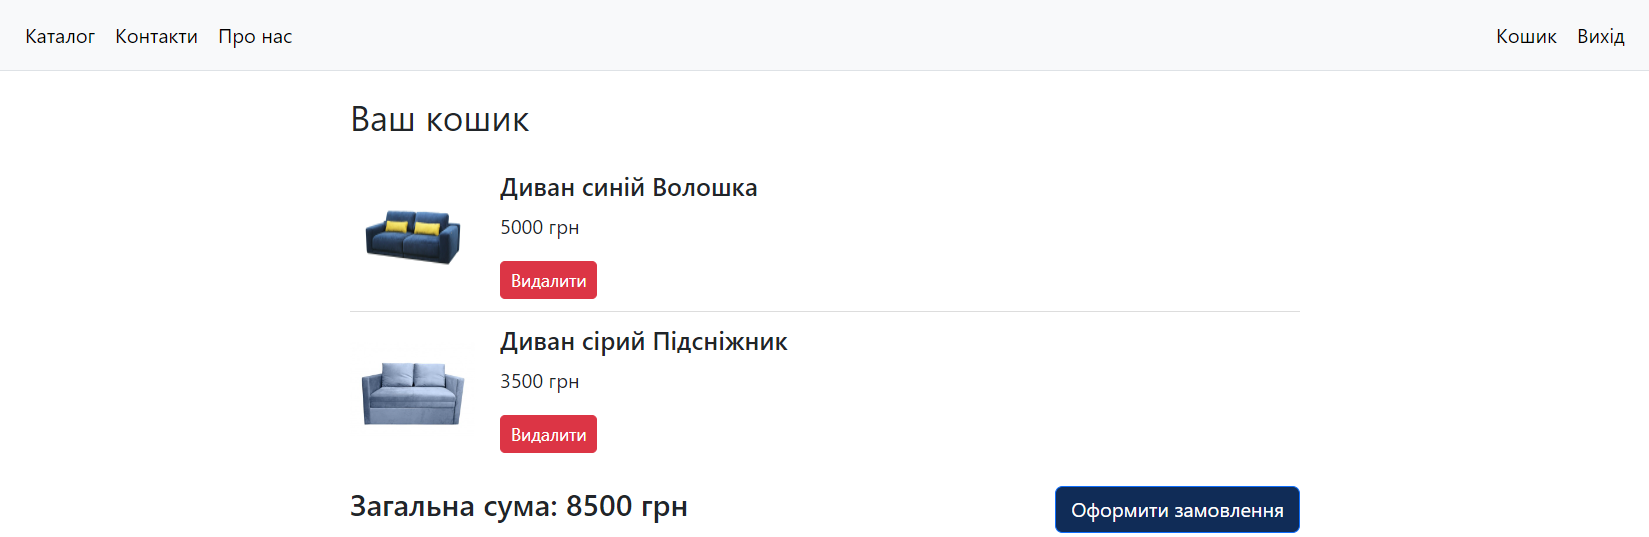 Каталог Контакти Про нас Кошик Вихід
Ваш кошик
Диван синій Волошка
5000 грн
Видалити
Диван сірий Підсніжник
3500 грн
Видалити
Загальна сума: 8500 грн Оформити замовлення